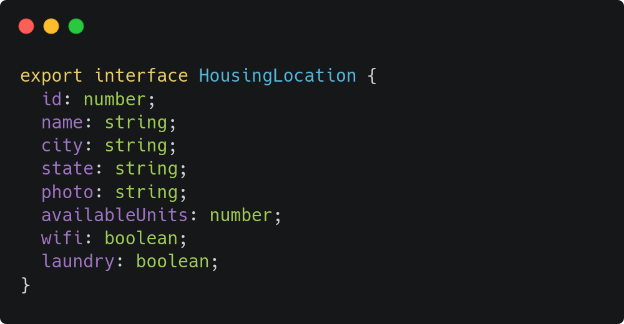 export interface HousingLocation {
  id: number;
  name: string;
  city: string;
  state: string;
  photo: string;
  availableUnits: number;
  wifi: boolean;
  laundry: boolean;
}